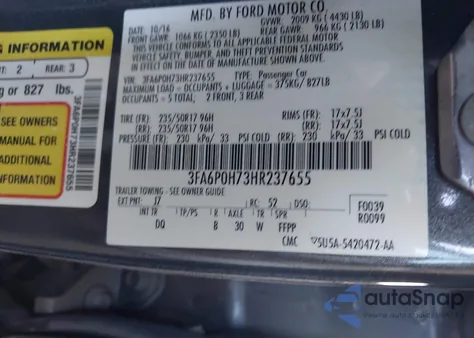 MFD. BY FORD MOTOR CO.
DATE: 10/16 GVWR: 2009 KG (4430 LB)
FRONT GAWR: 1066 KG (2350 LB) REAR GAWR: 966 KG (2130 LB)
THIS VEHICLE CONFORMS TO ALL APPLICABLE FEDERAL MOTOR
VEHICLE SAFETY, BUMPER, AND THEFT PREVENTION STANDARDS
IN EFFECT ON THE DATE OF MANUFACTURE SHOWN ABOVE.
VIN: 3FA6P0H73HR237655 TYPE: Passenger Car
MAXIMUM LOAD = OCCUPANTS + LUGGAGE = 375KG/ 827LB
OCCUPANTS = 5 TOTAL, 2 FRONT, 3 REAR
TIRE (FR): 235/50R17 96H RIMS (FR): 17x7.5J
(RR): 235/50R17 96H (RR): 17x7.5J
PRESSURE (FR): 230 kPa/ 33 PSI COLD (RR): 230 kPa/ 33 PSI COLD
3FA6P0H73HR237655
TRAILER TOWING - SEE OWNER GUIDE
EXT PNT: J7 RC: 52 DSO: F0039
R0099
INT TR TP/PS R AXLE TR SPR
DQ B 30 W FFPP
CMC 5U5A-5420472-AA
G INFORMATION
T: 2 REAR: 3
g or 827 lbs.
SEE OWNERS
MANUAL FOR
ADDITIONAL
INFORMATION
3FA6P0H73HR237655
autoSnap